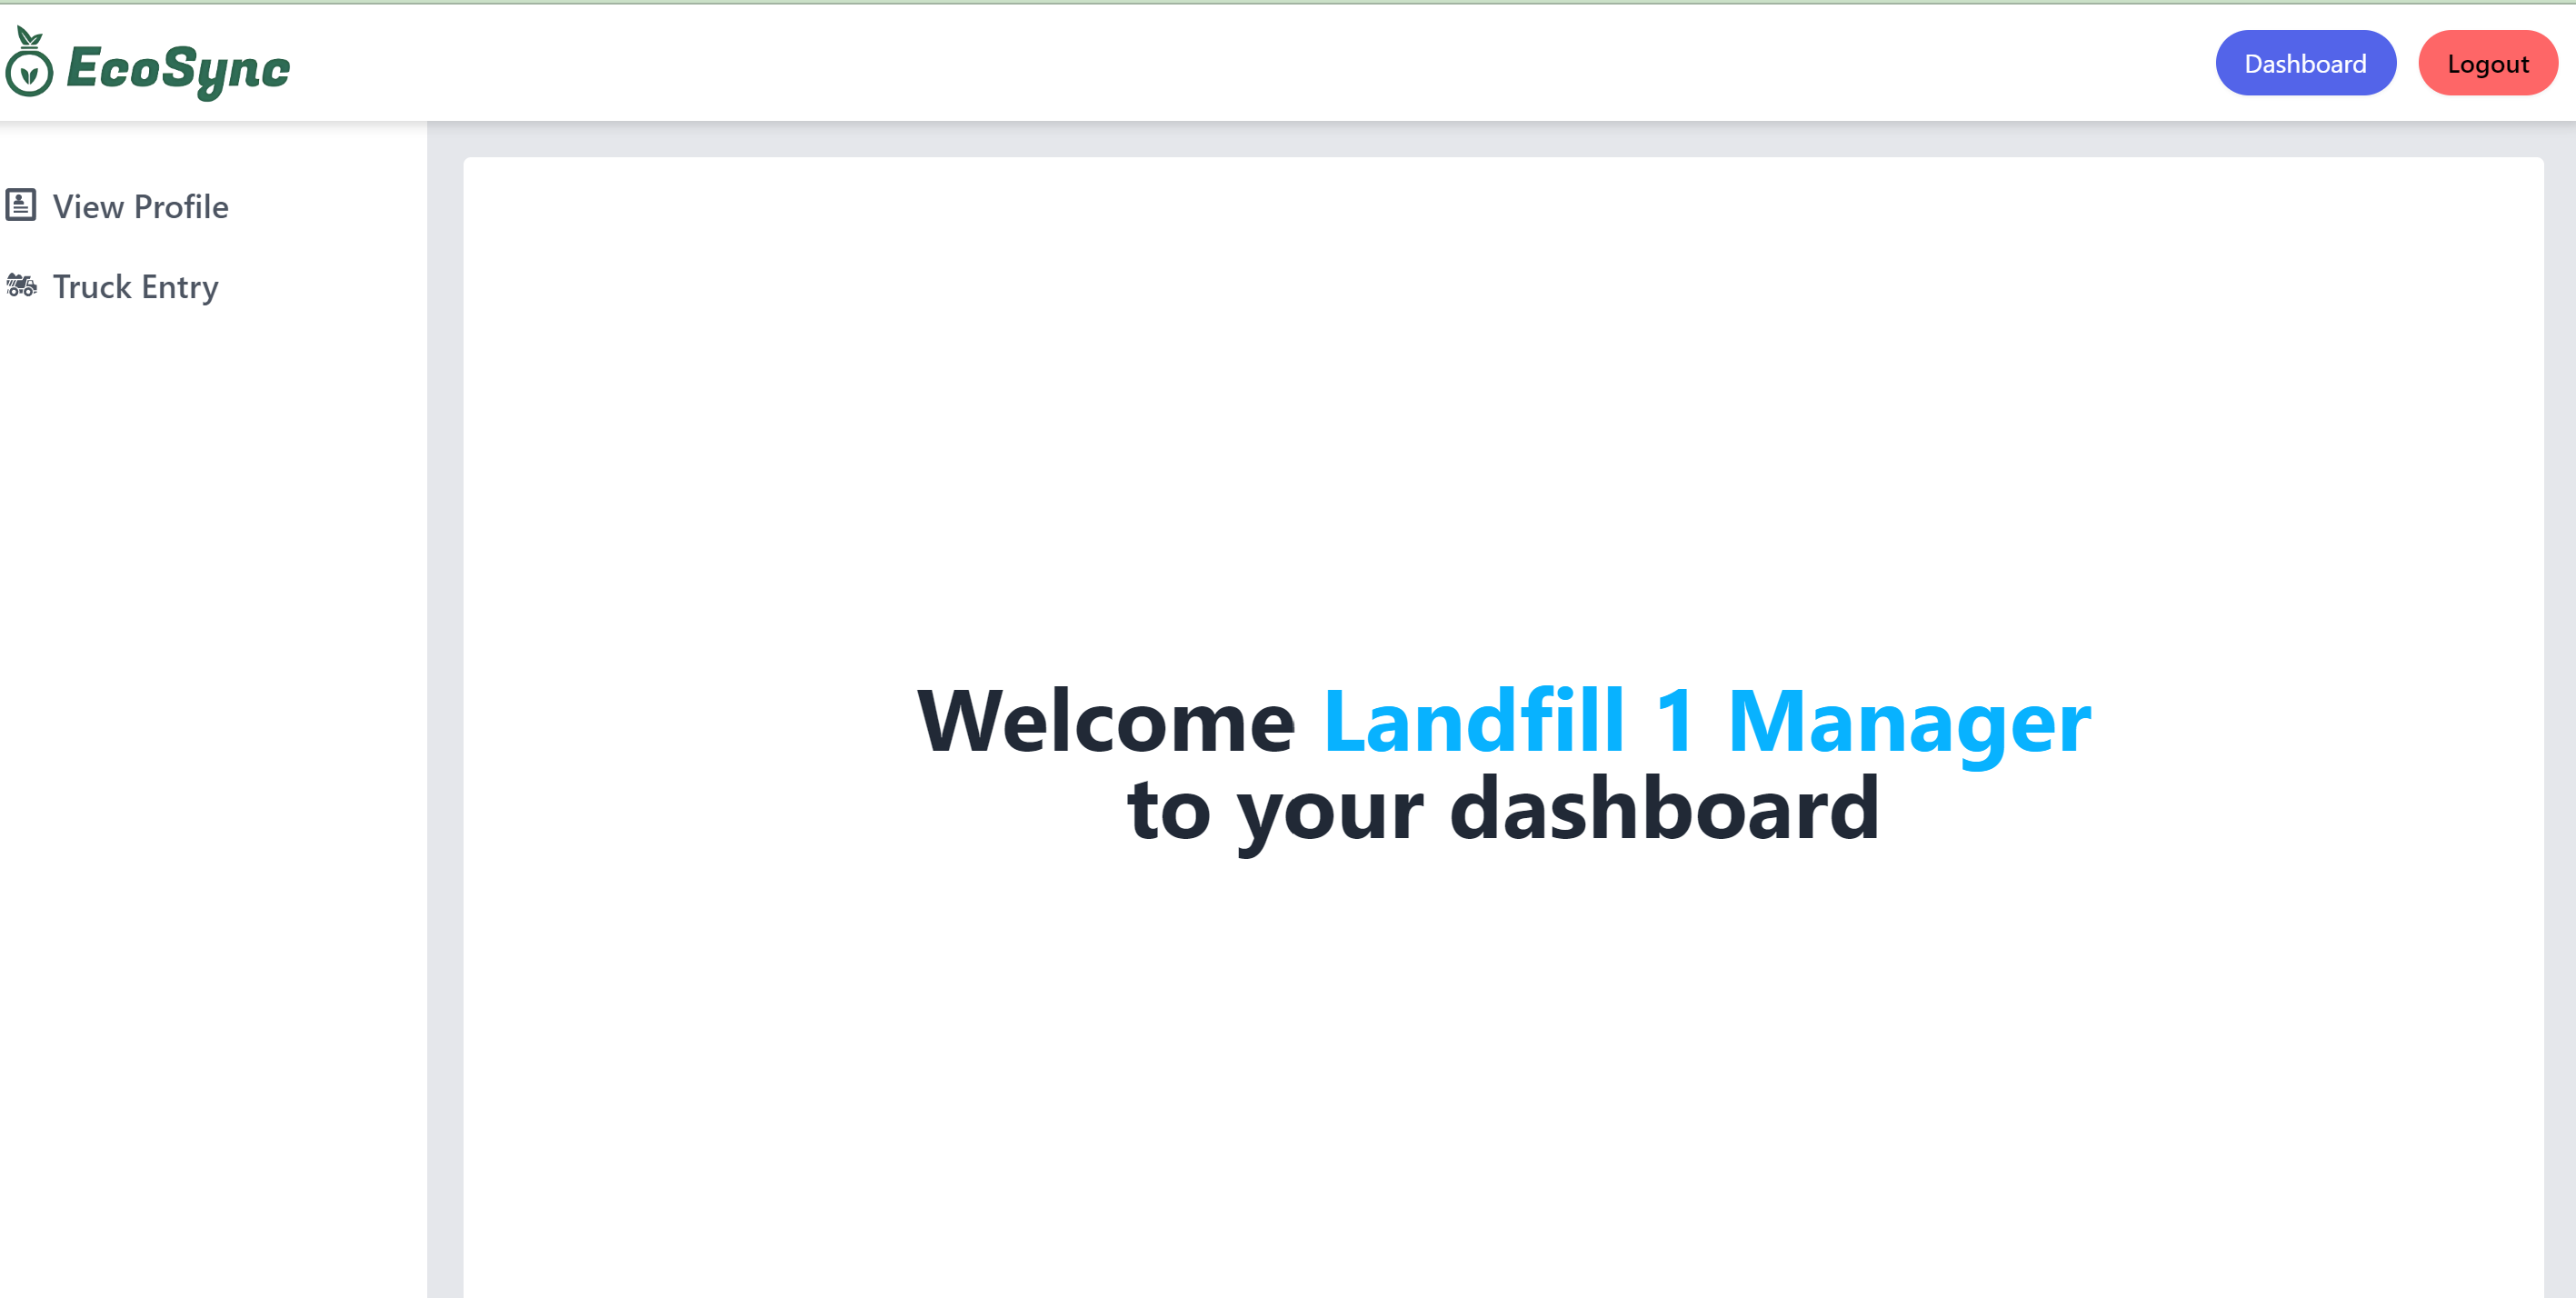 EcoSync
Dashboard
Logout
View Profile
Truck Entry
Welcome Landfill 1 Manager
to your dashboard